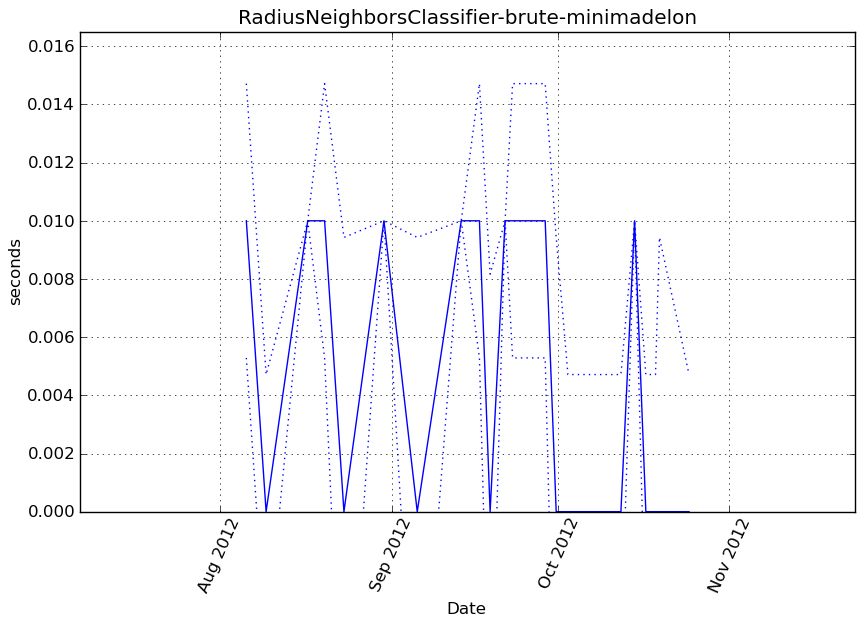 RadiusNeighborsClassifier-brute-minimadelon
0.016
0.014
0.012
0.010
0.008
0.006
0.004
0.002
0.000
seconds
Aug 2012
Sep 2012
Oct 2012
Nov 2012
Date